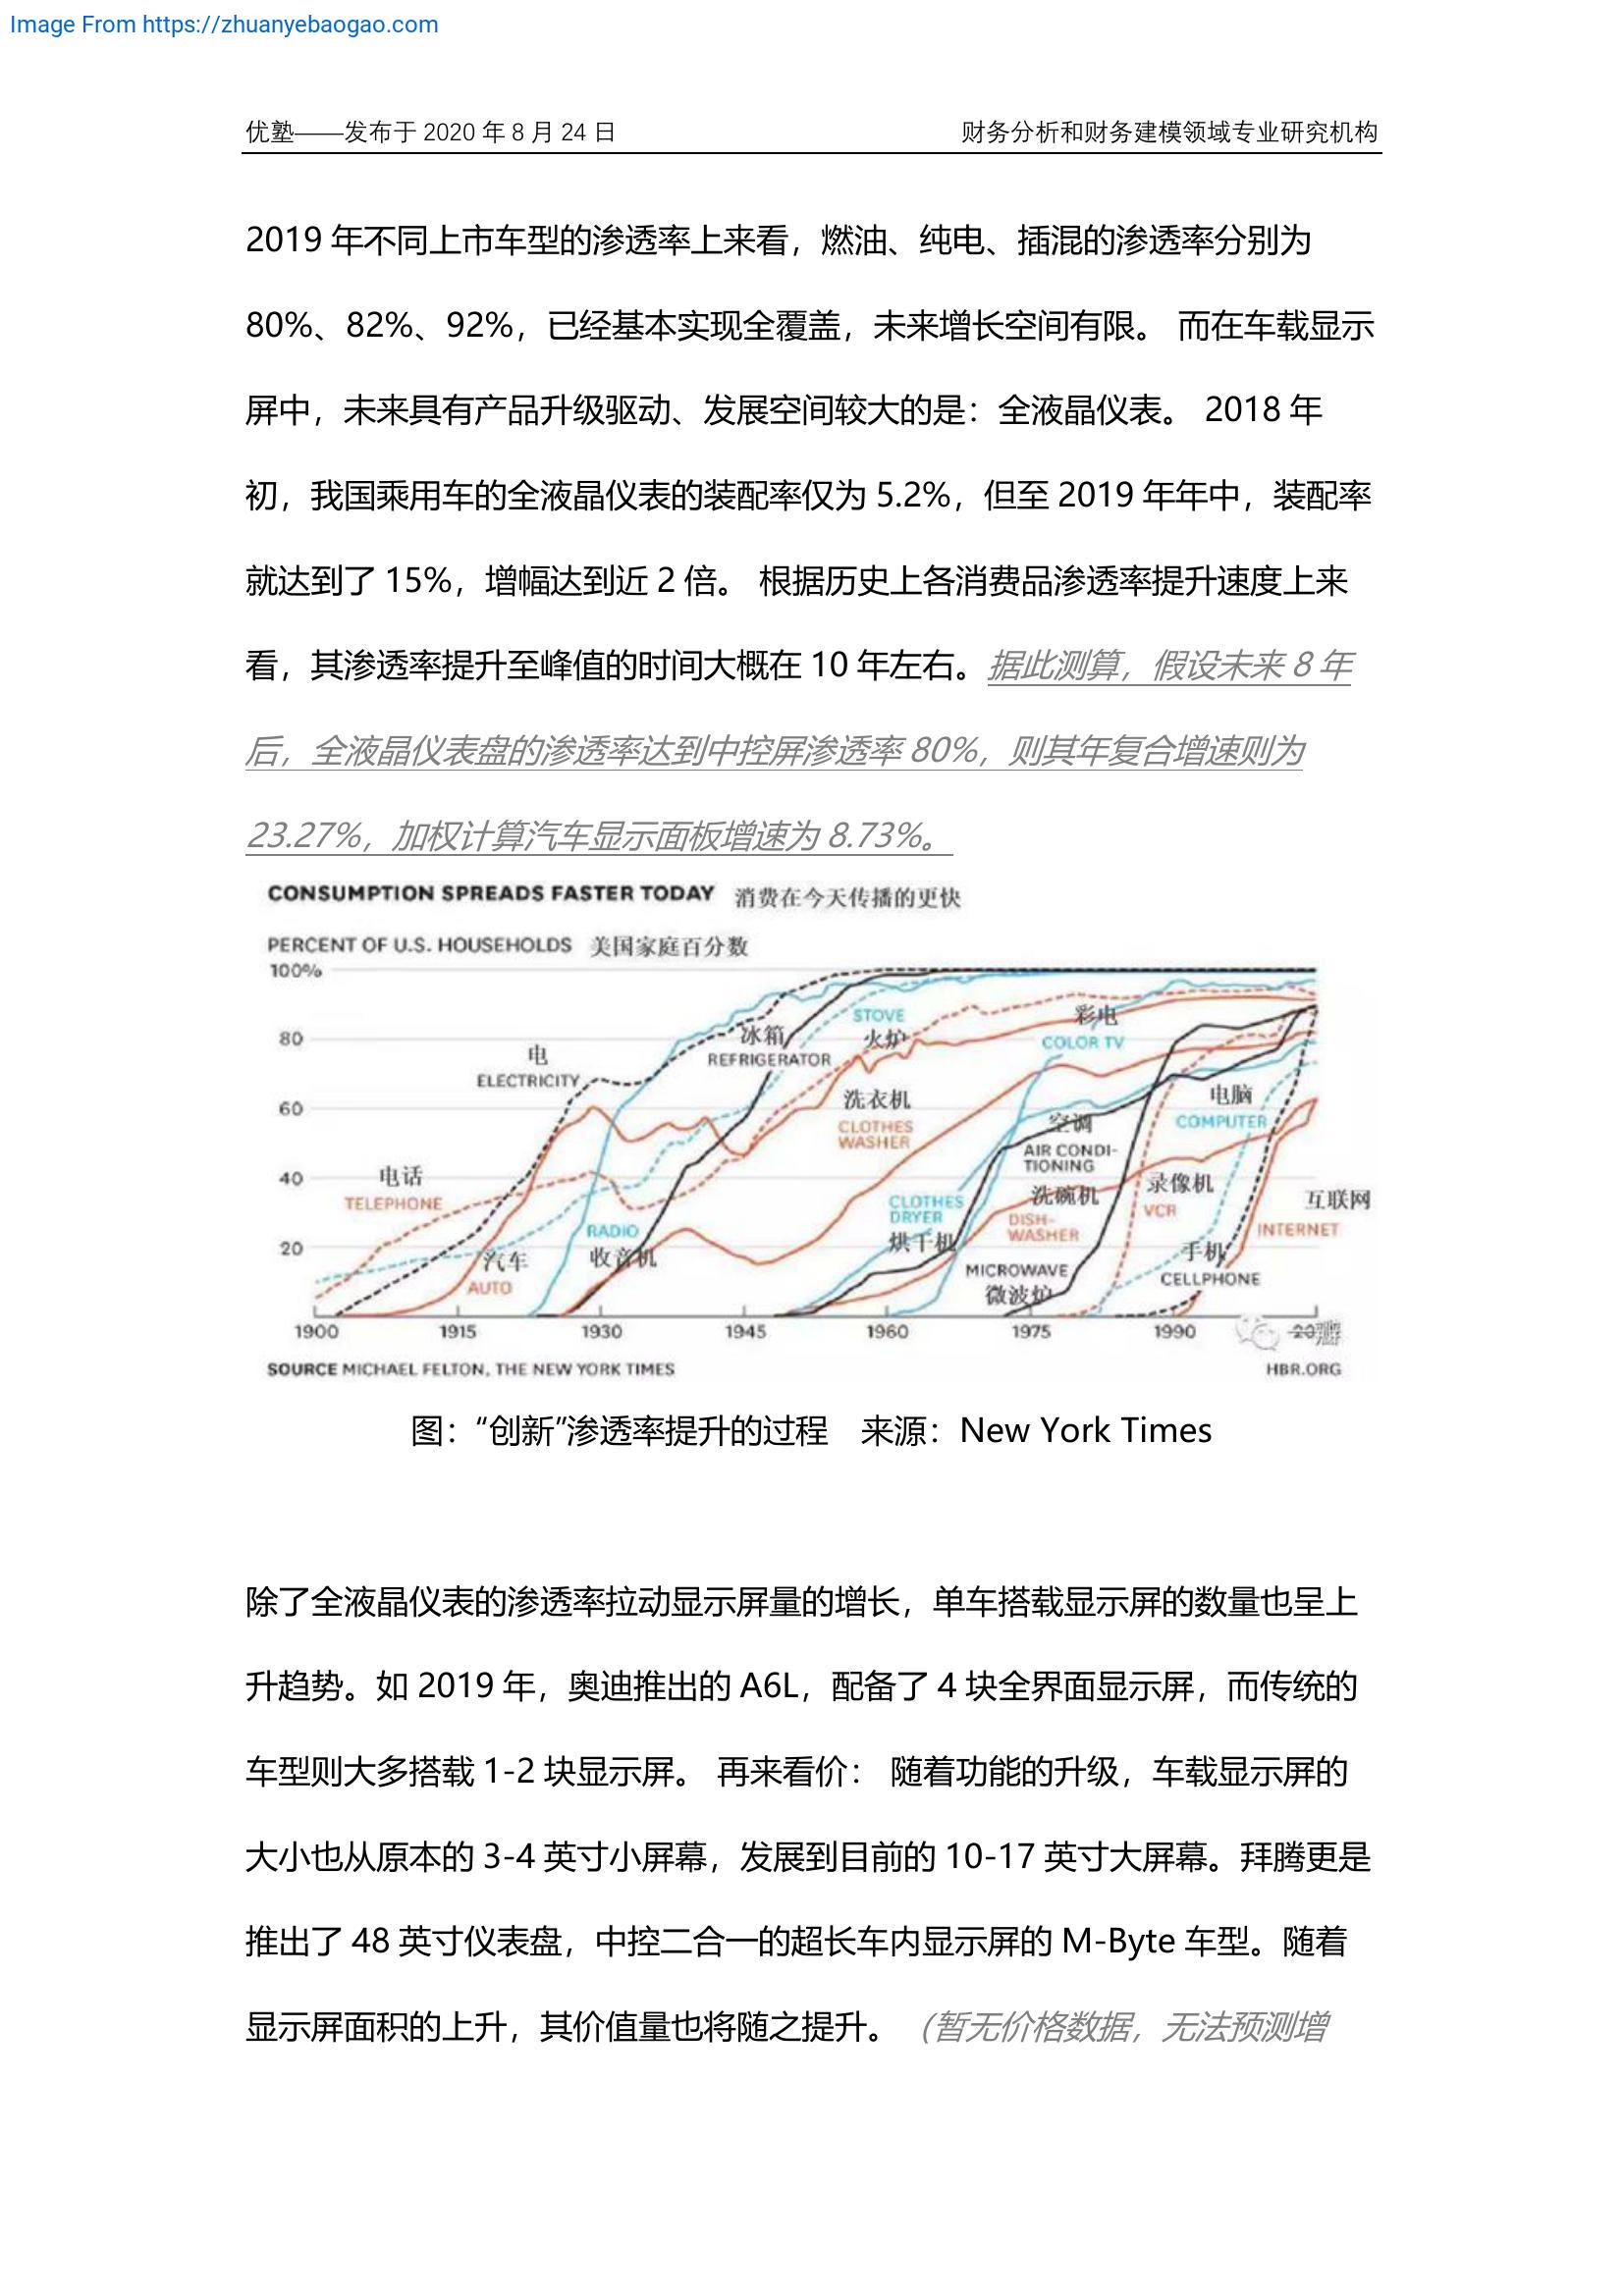 Image From https://zhuanyebaogao.com
优塾——发布于 2020 年 8 月 24 日 财务分析和财务建模领域专业研究机构
2019 年不同上市车型的渗透率上来看，燃油、纯电、插混的渗透率分别为
80%、82%、92%，已经基本实现全覆盖，未来增长空间有限。 而在车载显示
屏中，未来具有产品升级驱动、发展空间较大的是：全液晶仪表。 2018 年
初，我国乘用车的全液晶仪表的装配率仅为 5.2%，但至 2019 年年中，装配率
就达到了 15%，增幅达到近 2 倍。 根据历史上各消费品渗透率提升速度上来
看，其渗透率提升至峰值的时间大概在 10 年左右。据此测算，假设未来 8 年
后，全液晶仪表盘的渗透率达到中控屏渗透率 80%，则其年复合增速则为
23.27%，加权计算汽车显示面板增速为 8.73%。
CONSUMPTION SPREADS FASTER TODAY 消费在今天传播的更快
PERCENT OF U.S. HOUSEHOLDS 美国家庭百分数
100%
80
60
40
20
电
ELECTRICITY
电话
TELEPHONE
汽车
AUTO
RADIO
收音机
冰箱
REFRIGERATOR
STOVE
火炉
洗衣机
CLOTHES
WASHER
彩电
COLOR TV
空调
AIR CONDI-
TIONING
CLOTHES
DRYER
烘干机
洗碗机
DISH-
WASHER
MICROWAVE
微波炉
电脑
COMPUTER
录像机
VCR
手机
CELLPHONE
互联网
INTERNET
1900 1915 1930 1945 1960 1975 1990
SOURCE MICHAEL FELTON, THE NEW YORK TIMES HBR.ORG
图：“创新”渗透率提升的过程 来源：New York Times
除了全液晶仪表的渗透率拉动显示屏量的增长，单车搭载显示屏的数量也呈上
升趋势。如 2019 年，奥迪推出的 A6L，配备了 4 块全界面显示屏，而传统的
车型则大多搭载 1-2 块显示屏。 再来看价： 随着功能的升级，车载显示屏的
大小也从原本的 3-4 英寸小屏幕，发展到目前的 10-17 英寸大屏幕。拜腾更是
推出了 48 英寸仪表盘，中控二合一的超长车内显示屏的 M-Byte 车型。随着
显示屏面积的上升，其价值量也将随之提升。 （暂无价格数据，无法预测增